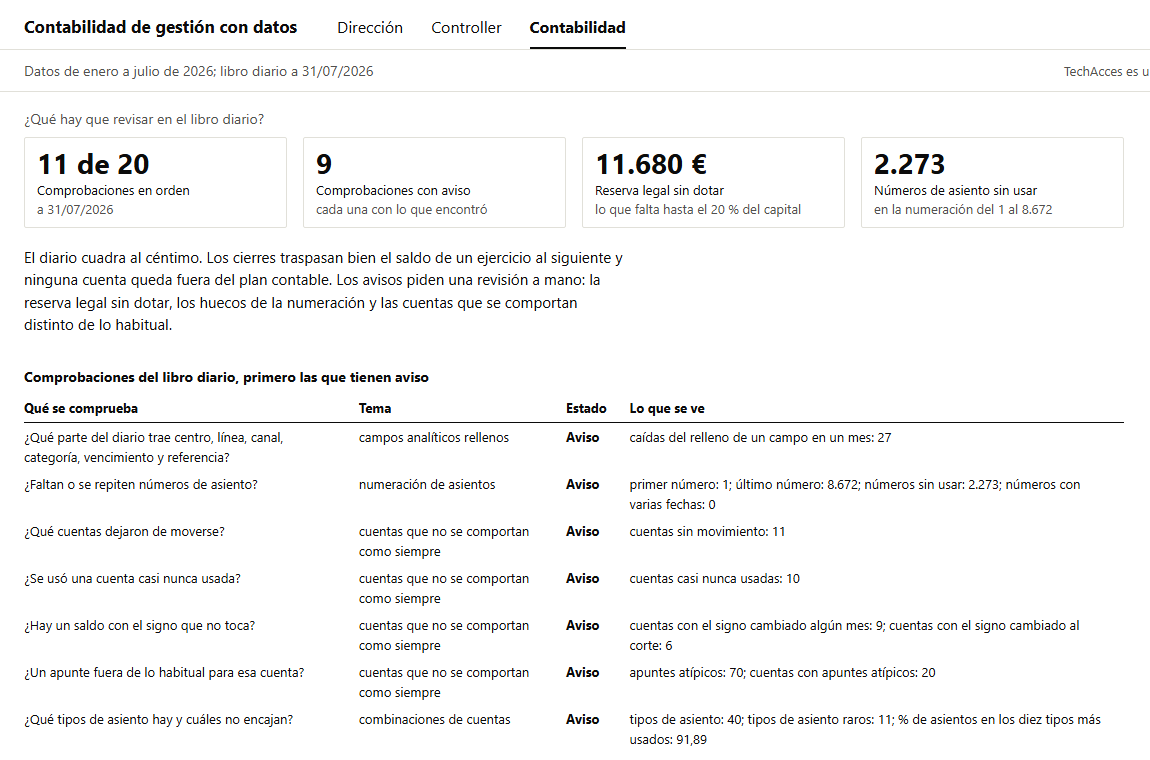 Contabilidad de gestión con datos Dirección Controller Contabilidad
Datos de enero a julio de 2026; libro diario a 31/07/2026 TechAcces es u
¿Qué hay que revisar en el libro diario?
11 de 20
Comprobaciones en orden
a 31/07/2026
9
Comprobaciones con aviso
cada una con lo que encontró
11.680 €
Reserva legal sin dotar
lo que falta hasta el 20 % del capital
2.273
Números de asiento sin usar
en la numeración del 1 al 8.672
El diario cuadra al céntimo. Los cierres traspasan bien el saldo de un ejercicio al siguiente y
ninguna cuenta queda fuera del plan contable. Los avisos piden una revisión a mano: la
reserva legal sin dotar, los huecos de la numeración y las cuentas que se comportan
distinto de lo habitual.
Comprobaciones del libro diario, primero las que tienen aviso
Qué se comprueba Tema Estado Lo que se ve
¿Qué parte del diario trae centro, línea, canal, campos analíticos rellenos Aviso caídas del relleno de un campo en un mes: 27
categoría, vencimiento y referencia?
¿Faltan o se repiten números de asiento? numeración de asientos Aviso primer número: 1; último número: 8.672; números sin usar: 2.273; números con
varias fechas: 0
¿Qué cuentas dejaron de moverse? cuentas que no se comportan Aviso cuentas sin movimiento: 11
como siempre
¿Se usó una cuenta casi nunca usada? cuentas que no se comportan Aviso cuentas casi nunca usadas: 10
como siempre
¿Hay un saldo con el signo que no toca? cuentas que no se comportan Aviso cuentas con el signo cambiado algún mes: 9; cuentas con el signo cambiado al
como siempre corte: 6
¿Un apunte fuera de lo habitual para esa cuenta? cuentas que no se comportan Aviso apuntes atípicos: 70; cuentas con apuntes atípicos: 20
como siempre
¿Qué tipos de asiento hay y cuáles no encajan? combinaciones de cuentas Aviso tipos de asiento: 40; tipos de asiento raros: 11; % de asientos en los diez tipos más
usados: 91,89